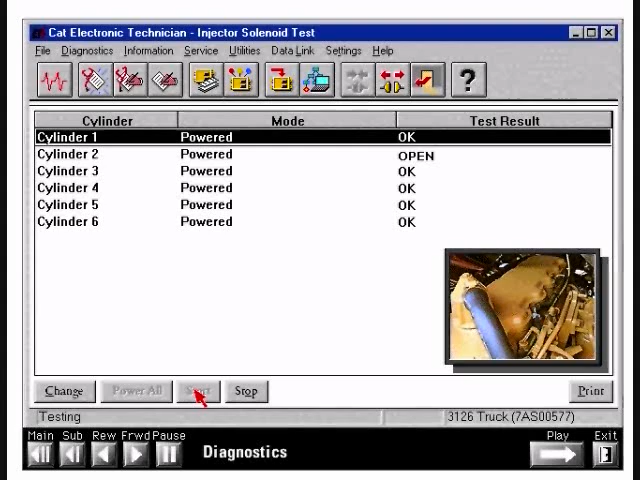 Cat Electronic Technician - Injector Solenoid Test
File Diagnostics Information Service Utilities Data Link Settings Help
?
Cylinder Mode Test Result
Cylinder 1 Powered OK
Cylinder 2 Powered OPEN
Cylinder 3 Powered OK
Cylinder 4 Powered OK
Cylinder 5 Powered OK
Cylinder 6 Powered OK
Change Power All Start Stop Print
Testing 3126 Truck (7AS00577)
Main Sub Rew Frwd Pause Play Exit
Diagnostics